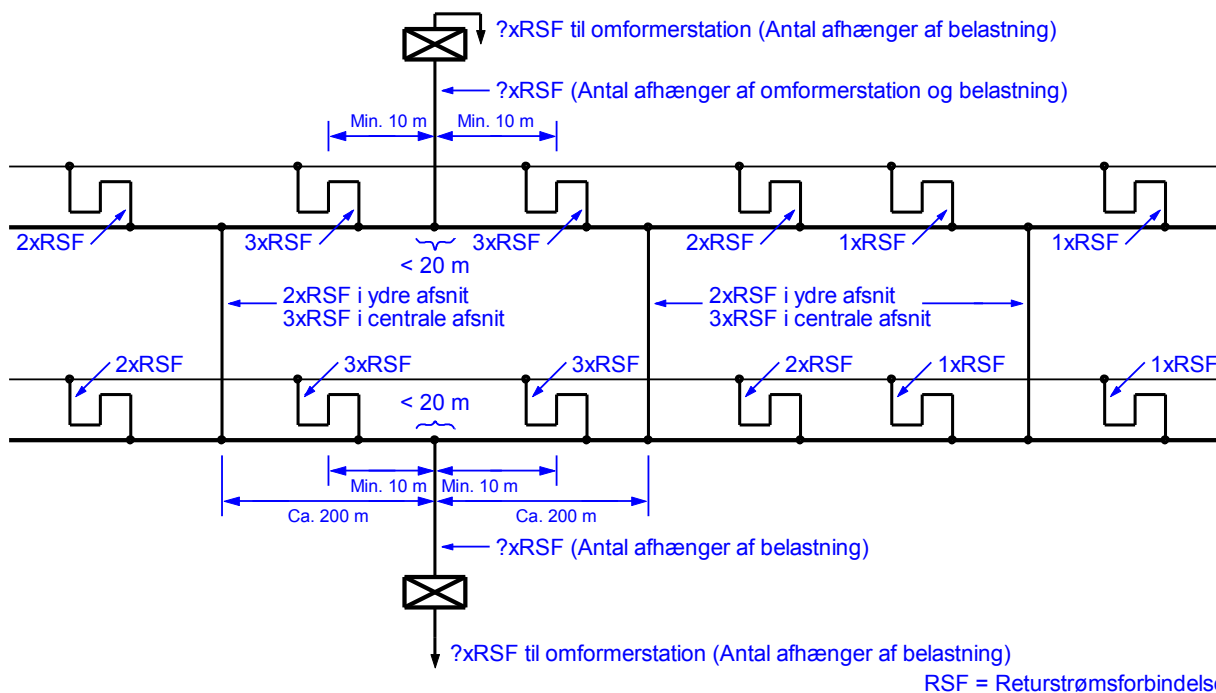 ?xRSF til omformerstation (Antal afhænger af belastning)
?xRSF (Antal afhænger af omformerstation og belastning)
Min. 10 m
Min. 10 m
2xRSF
3xRSF
3xRSF
2xRSF
1xRSF
1xRSF
< 20 m
2xRSF i ydre afsnit
3xRSF i centrale afsnit
2xRSF i ydre afsnit
3xRSF i centrale afsnit
2xRSF
3xRSF
3xRSF
2xRSF
1xRSF
1xRSF
< 20 m
Min. 10 m
Min. 10 m
Ca. 200 m
Ca. 200 m
?xRSF (Antal afhænger af belastning)
?xRSF til omformerstation (Antal afhænger af belastning)
RSF = Returstrømsforbindelse